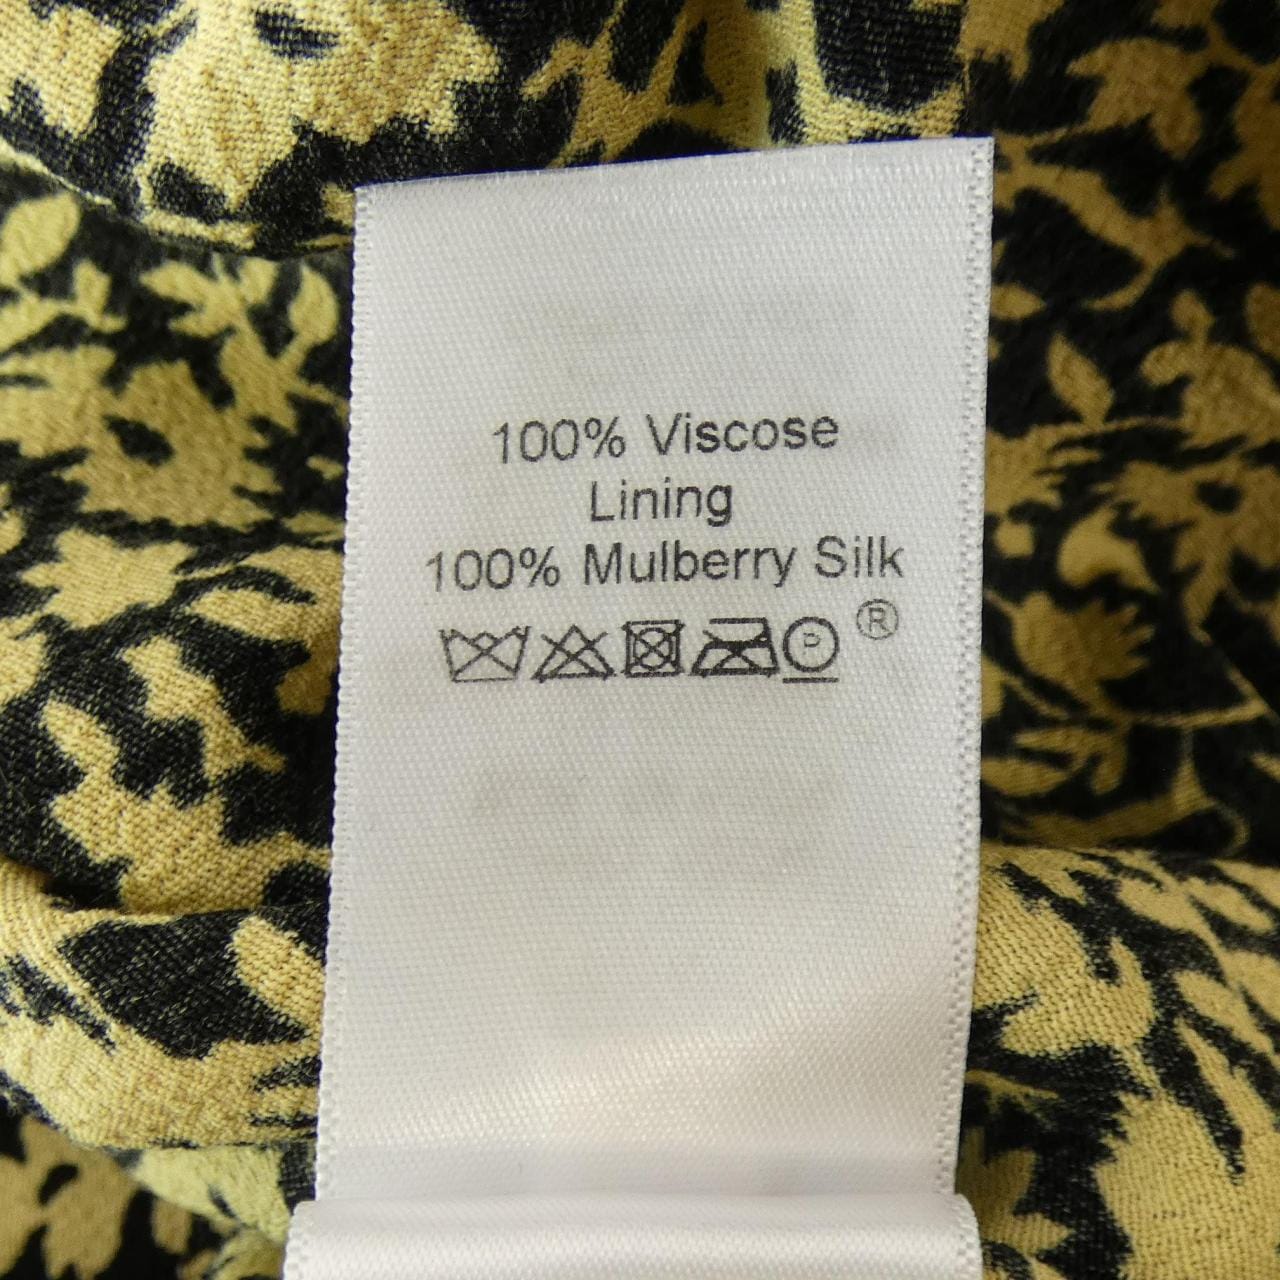 100% Viscose
Lining
100% Mulberry Silk
P ®